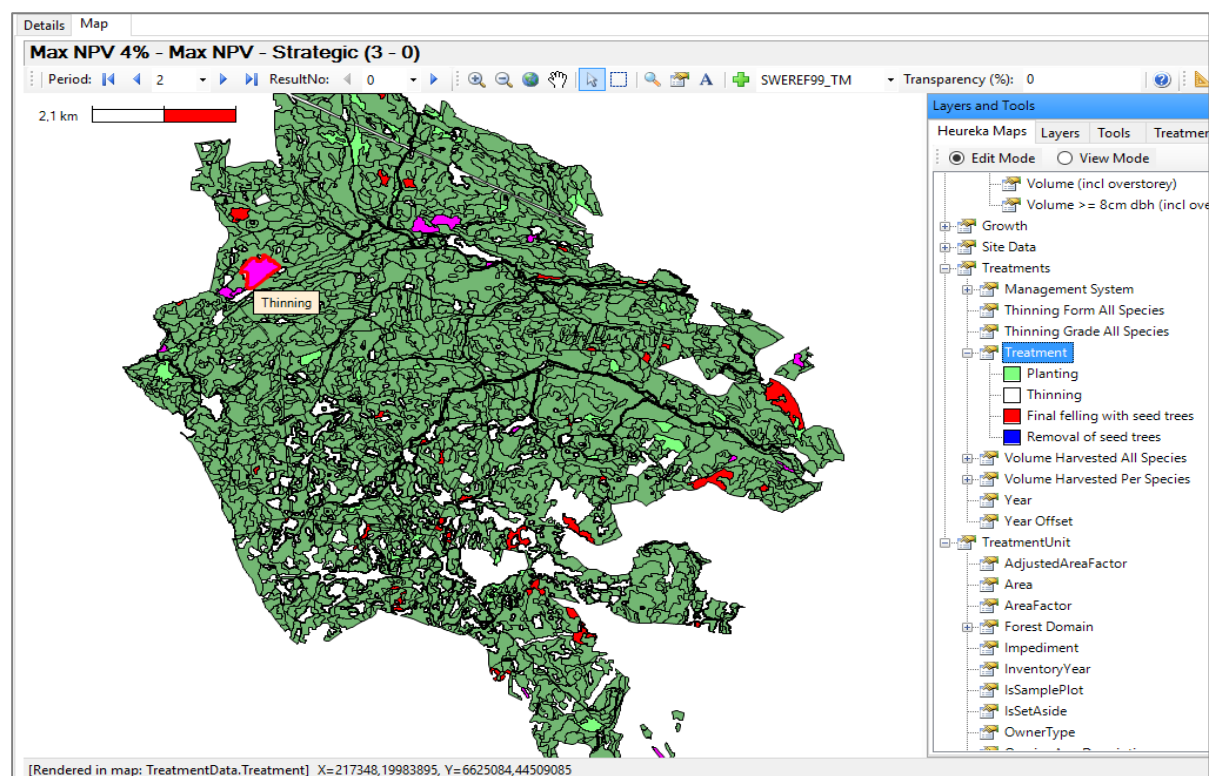 Details Map
Max NPV 4% - Max NPV - Strategic (3 - 0)
Period: 2 ResultNo: 0 A SWEREF99_TM Transparency (%): 0
2,1 km
Thinning
Layers and Tools
Heureka Maps Layers Tools Treatmen
Edit Mode View Mode
Volume (incl overstorey)
Volume >= 8cm dbh (incl ove
Growth
Site Data
Treatments
Management System
Thinning Form All Species
Thinning Grade All Species
Treatment
Planting
Thinning
Final felling with seed trees
Removal of seed trees
Volume Harvested All Species
Volume Harvested Per Species
Year
Year Offset
TreatmentUnit
AdjustedAreaFactor
Area
AreaFactor
Forest Domain
Impediment
InventoryYear
IsSamplePlot
IsSetAside
OwnerType
[Rendered in map: TreatmentData.Treatment] X=217348,19983895, Y=6625084,44509085